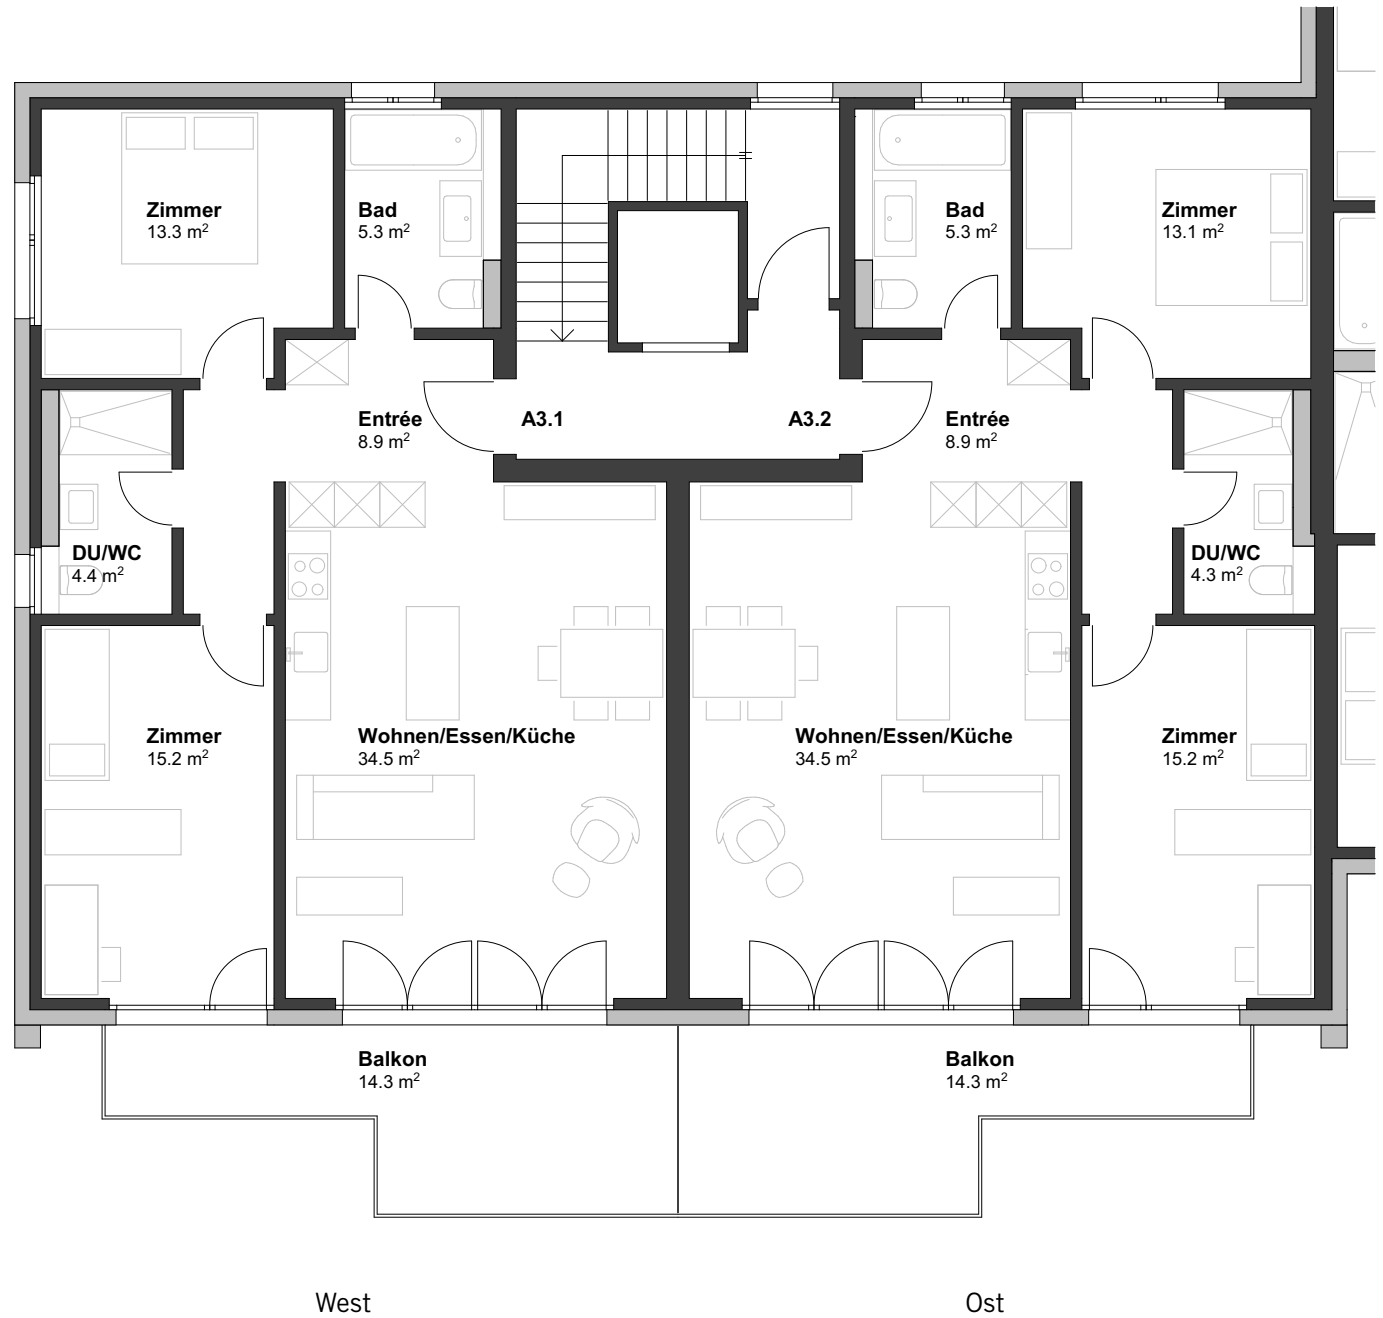 Zimmer
13.3 m²
Bad
5.3 m²
Bad
5.3 m²
Zimmer
13.1 m²
Entrée
8.9 m²
A3.1
A3.2
Entrée
8.9 m²
DU/WC
4.4 m²
DU/WC
4.3 m²
Zimmer
15.2 m²
Wohnen/Essen/Küche
34.5 m²
Wohnen/Essen/Küche
34.5 m²
Zimmer
15.2 m²
Balkon
14.3 m²
Balkon
14.3 m²
West
Ost